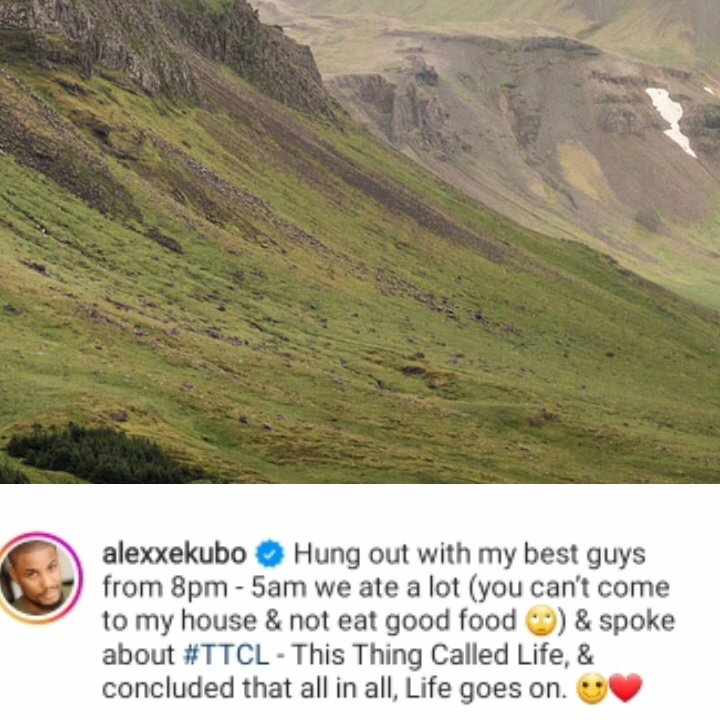 alexxekubo Hung out with my best guys
from 8pm - 5am we ate a lot (you can't come
to my house & not eat good food 🙄) & spoke
about #TTCL - This Thing Called Life, &
concluded that all in all, Life goes on. 🙂❤️